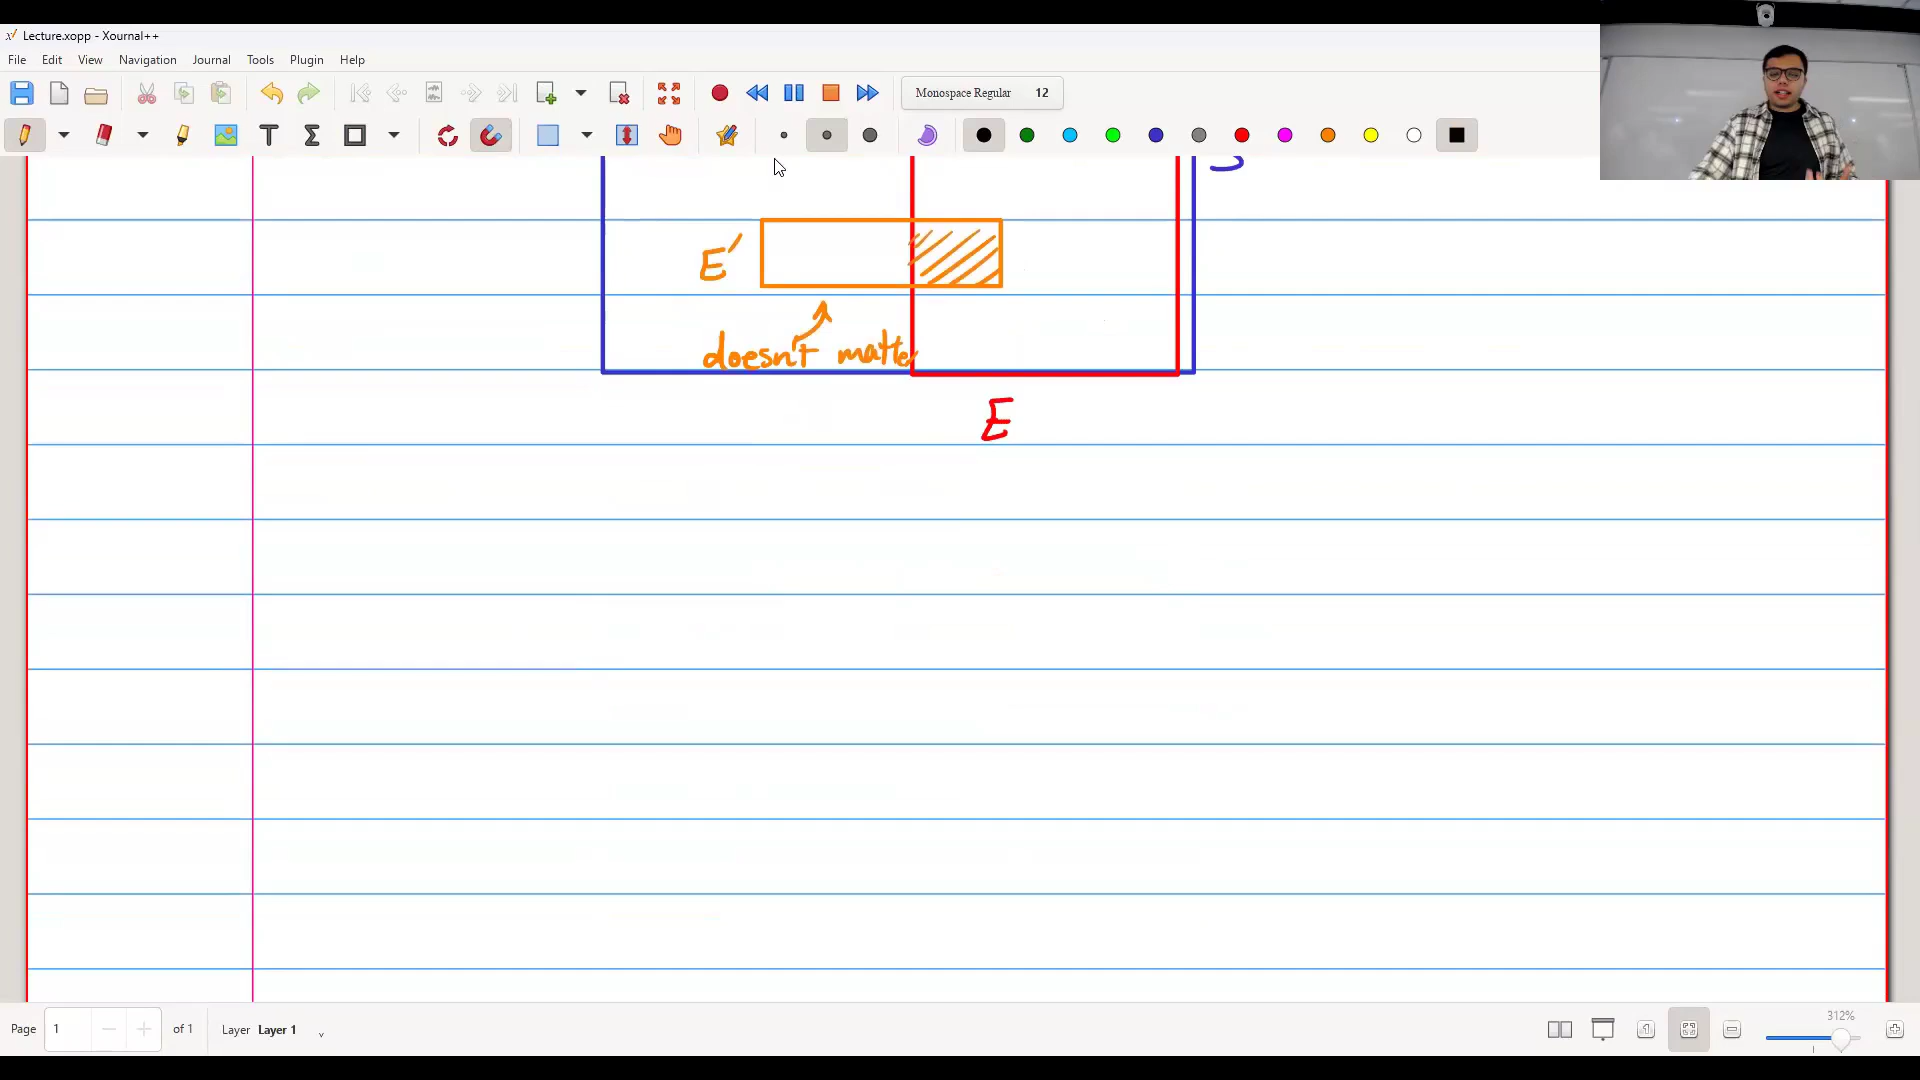 Lecture.xopp - Xournal++
File Edit View Navigation Journal Tools Plugin Help
Monospace Regular 12
S
E'
doesn't matter
E
Page 1 of 1 Layer Layer 1 312%